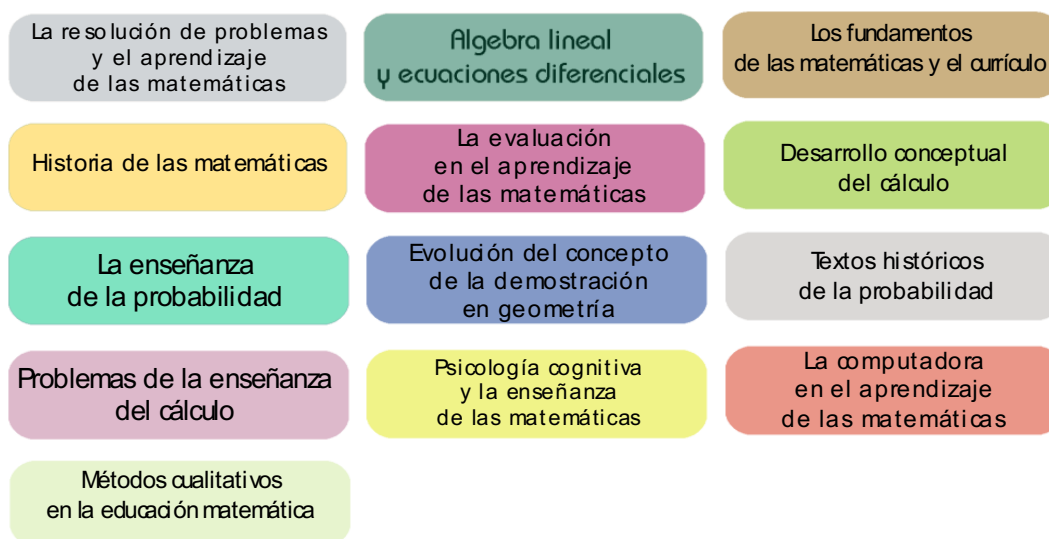 La resolución de problemas
y el aprendizaje
de las matemáticas
Algebra lineal
y ecuaciones diferenciales
Los fundamentos
de las matemáticas y el currículo
Historia de las matemáticas
La evaluación
en el aprendizaje
de las matemáticas
Desarrollo conceptual
del cálculo
La enseñanza
de la probabilidad
Evolución del concepto
de la demostración
en geometría
Textos históricos
de la probabilidad
Problemas de la enseñanza
del cálculo
Psicología cognitiva
y la enseñanza
de las matemáticas
La computadora
en el aprendizaje
de las matemáticas
Métodos cualitativos
en la educación matemática